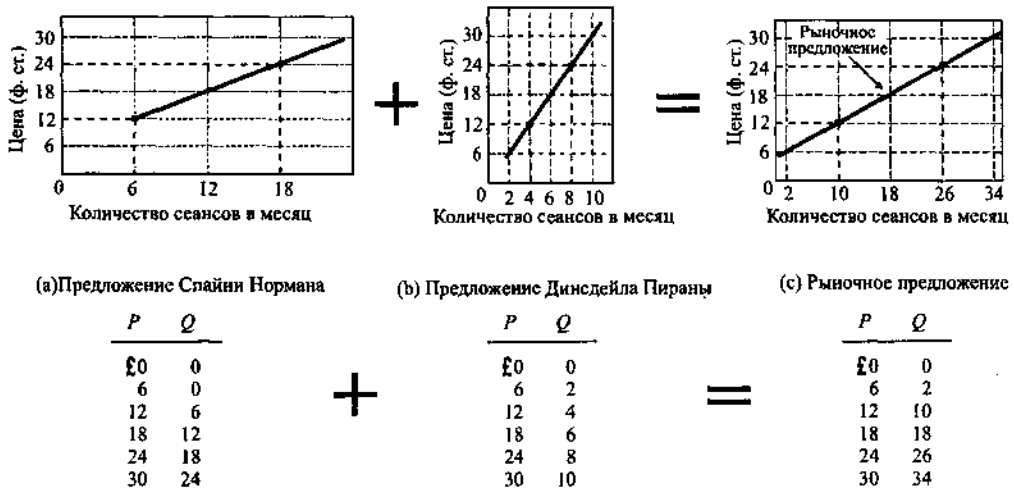 Цена (ф. ст.)
30
24
18
12
6
0
6 12 18
Количество сеансов в месяц
+
Цена (ф. ст.)
30
24
18
12
6
0
2 4 6 8 10
Количество сеансов в месяц
=
Цена (ф. ст.)
30
24
18
12
6
0
2 10 18 26 34
Рыночное
предложение
Количество сеансов в месяц
(a)Предложение Спайни Нормана
P Q
£0 0
6 0
12 6
18 12
24 18
30 24
+
(b) Предложение Динсдейла Пираны
P Q
£0 0
6 2
12 4
18 6
24 8
30 10
=
(c) Рыночное предложение
P Q
£0 0
6 2
12 10
18 18
24 26
30 34